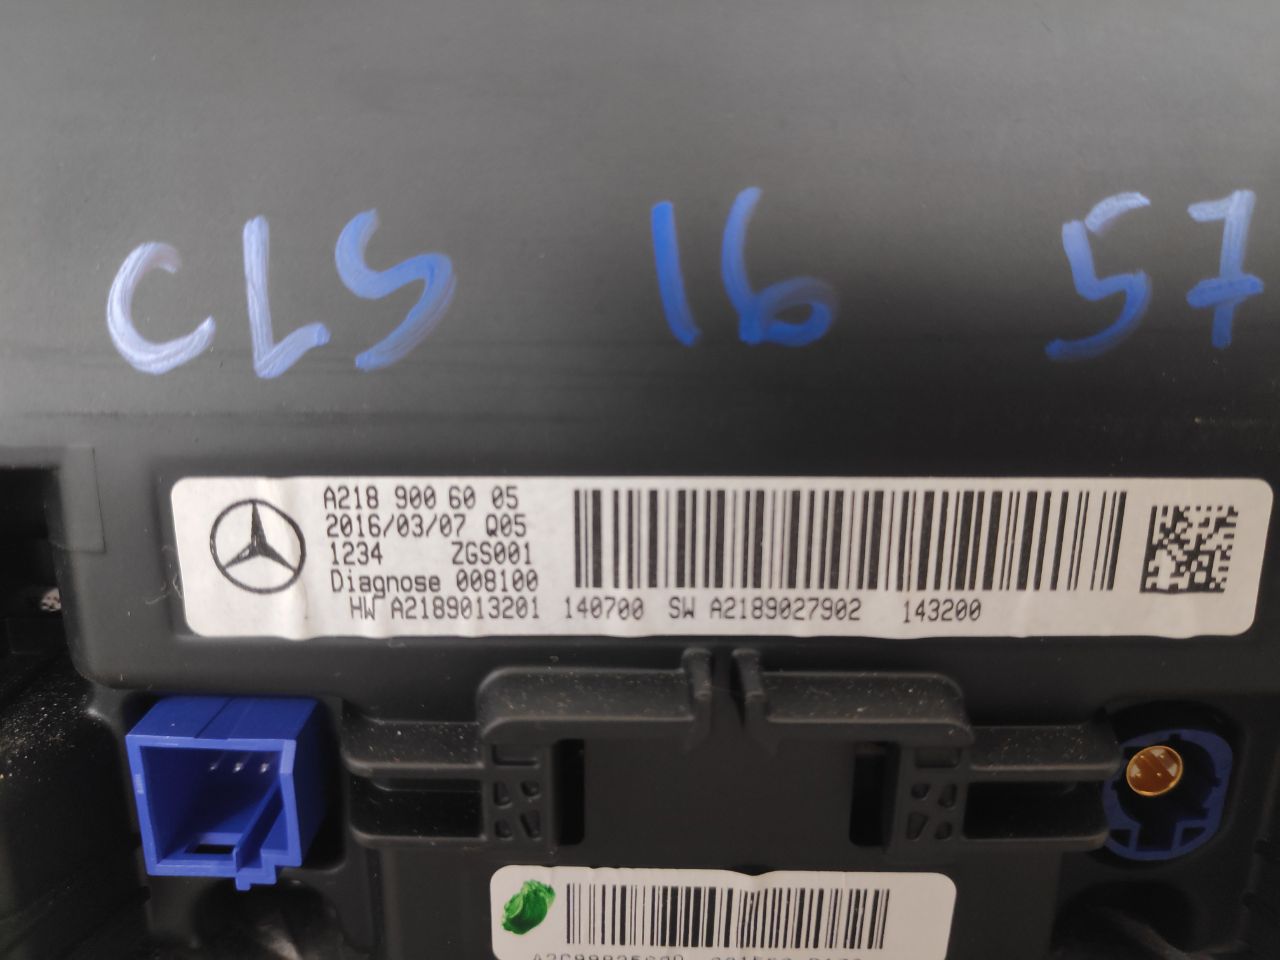 CLS 16 57
A218 900 60 05
2016/03/07 Q05
1234 ZGS001
Diagnose 008100
HW A2189013201 140700 SW A2189027902 143200